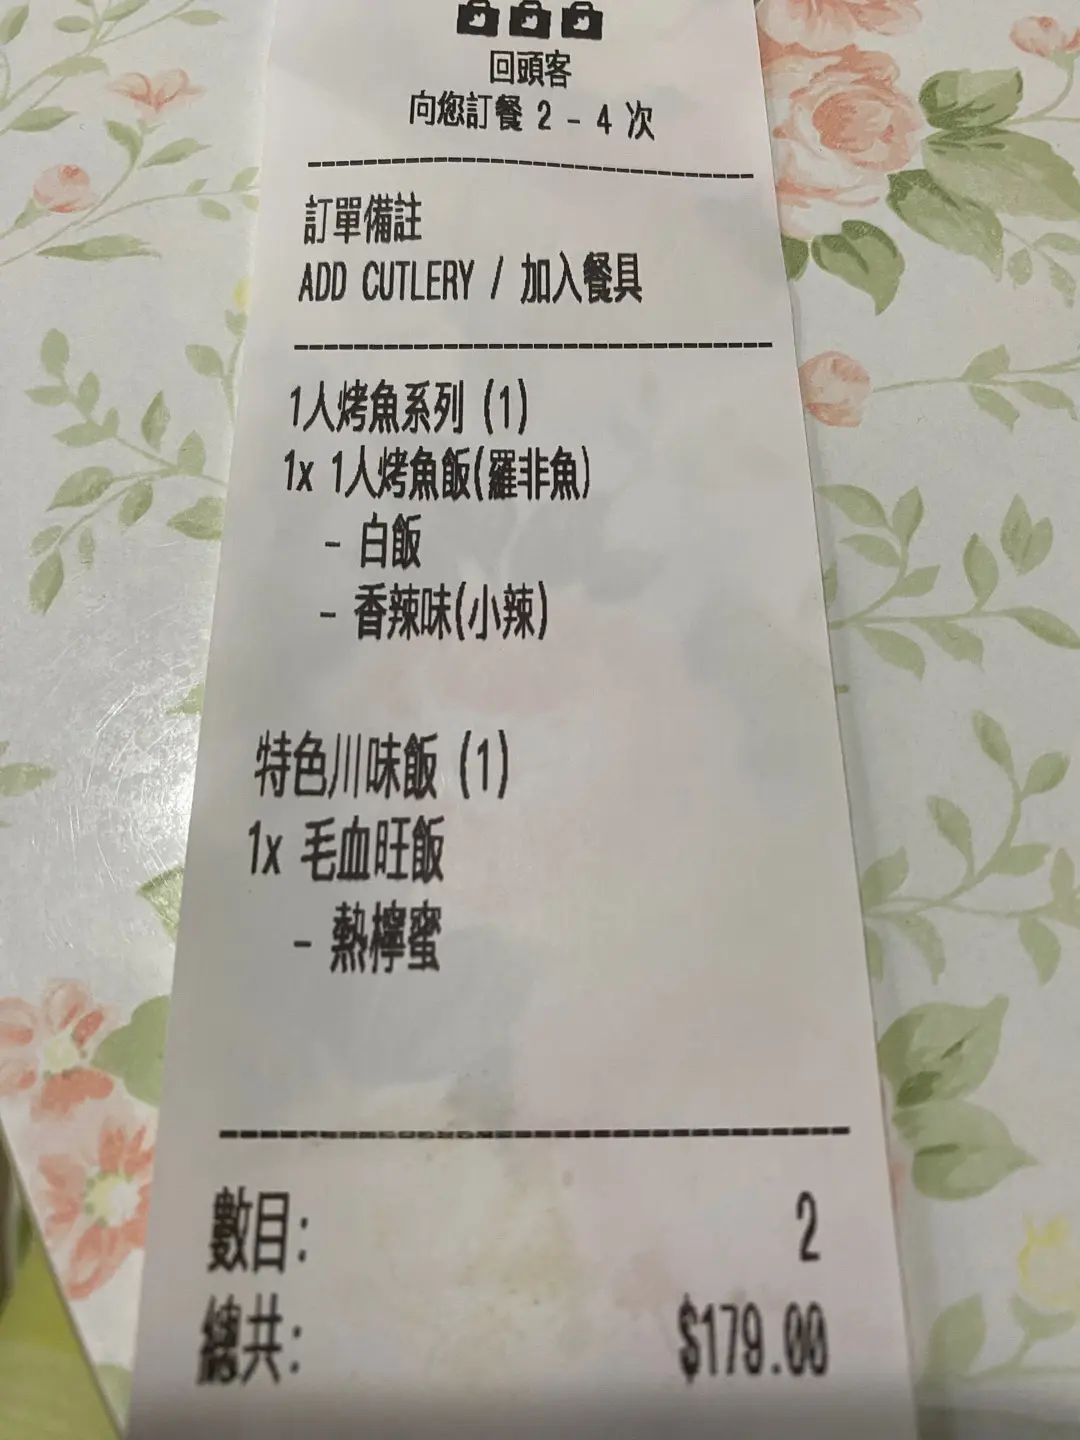 回頭客
向您訂餐 2 - 4 次
訂單備註
ADD CUTLERY / 加入餐具
1人烤魚系列 (1)
1x 1人烤魚飯(羅非魚)
- 白飯
- 香辣味(小辣)
特色川味飯 (1)
1x 毛血旺飯
- 熱檸蜜
數目: 2
總共: $179.00